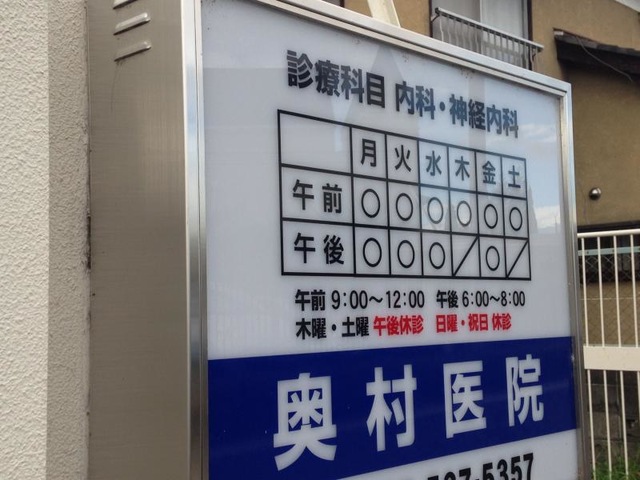 診療科目 内科・神経内科
月 火 水 木 金 土
午前 ○ ○ ○ ○ ○ ○
午後 ○ ○ ○ ／ ○ ／
午前 9:00～12:00 午後 6:00～8:00
木曜・土曜 午後休診 日曜・祝日 休診
奥村医院
5357